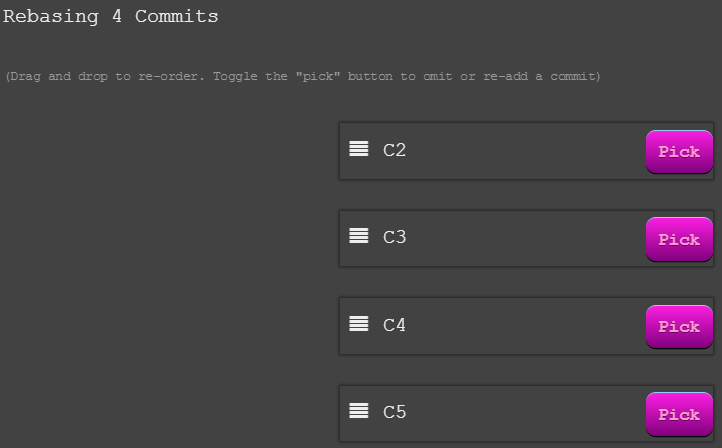 Rebasing 4 Commits
(Drag and drop to re-order. Toggle the "pick" button to omit or re-add a commit)
C2 Pick
C3 Pick
C4 Pick
C5 Pick